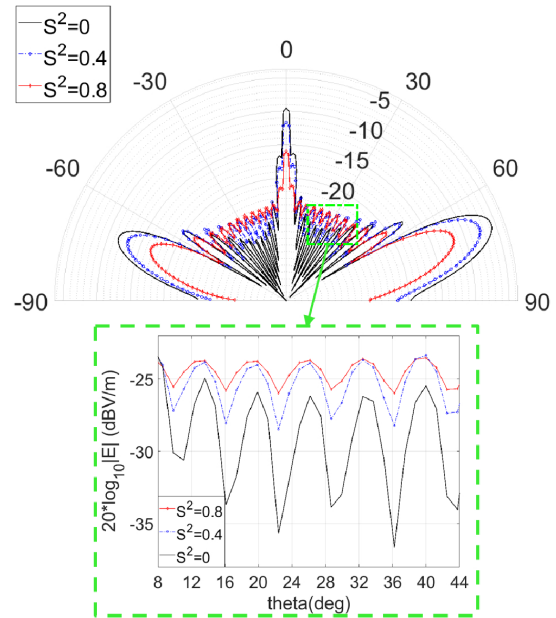 S²=0
S²=0.4
S²=0.8
0
-30
30
-5
-10
-60
-15
60
-20
-90
90
20*log₁₀|E| (dBV/m)
-25
-30
-35
S²=0.8
S²=0.4
S²=0
8 12 16 20 24 28 32 36 40 44
theta(deg)